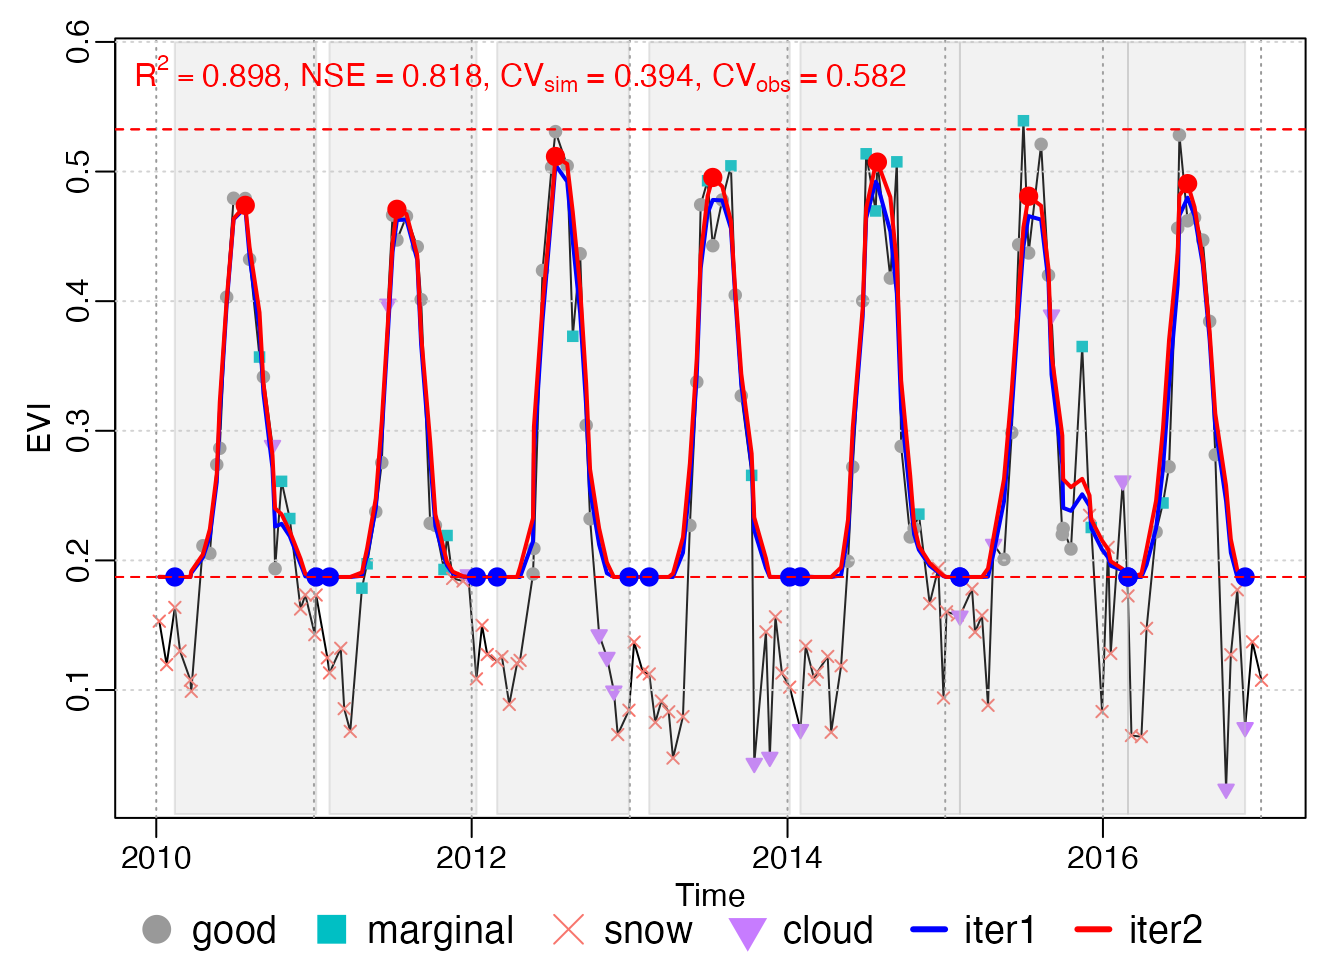 R² = 0.898, NSE = 0.818, CVsim = 0.394, CVobs = 0.582
EVI
0.6
0.5
0.4
0.3
0.2
0.1
2010 2012 2014 2016
Time
good marginal snow cloud iter1 iter2